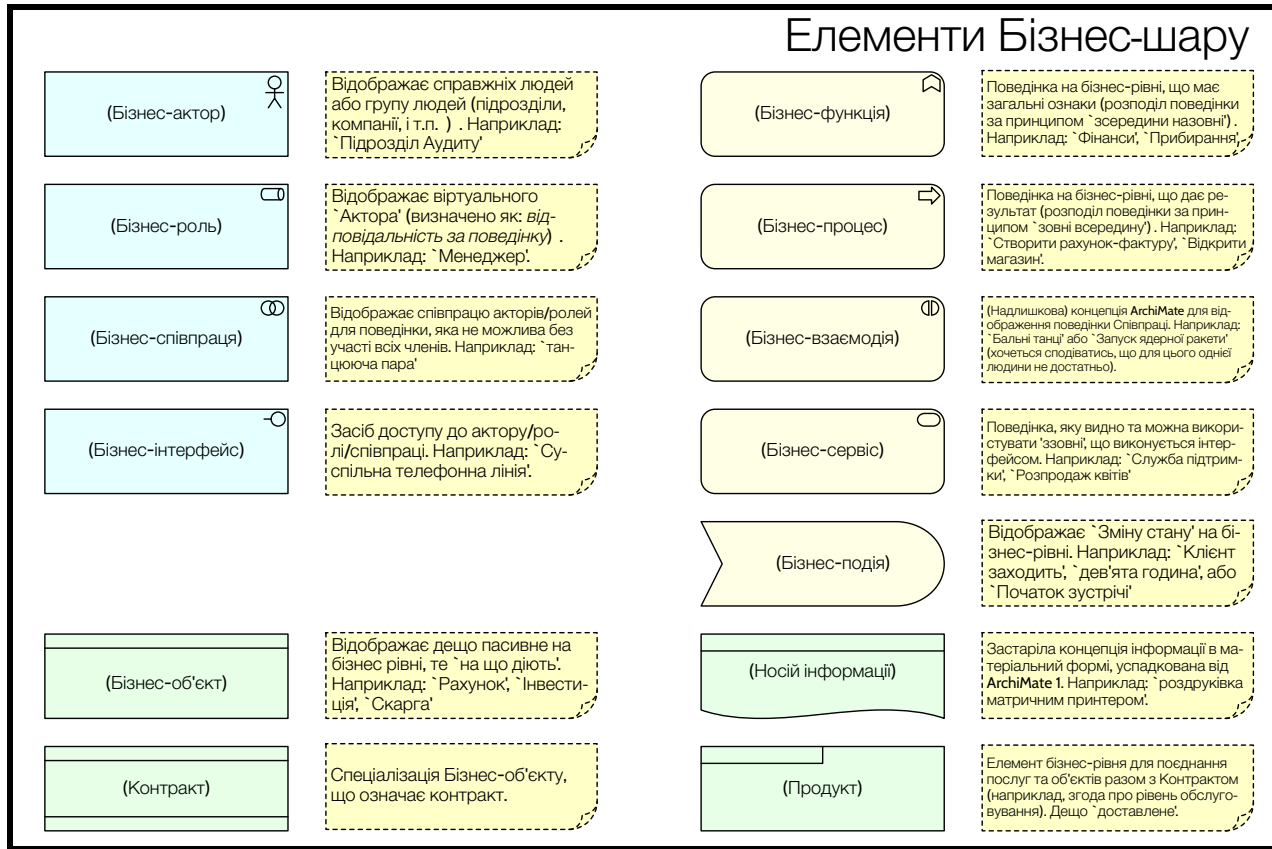 Елементи Бізнес-шару
(Бізнес-актор)
Відображає справжніх людей
або групу людей (підрозділи,
компанії, і т.п. ) . Наприклад:
`Підрозділ Аудиту'
(Бізнес-функція)
Поведінка на бізнес-рівні, що має
загальні ознаки (розподіл поведінки
за принципом `зсередини назовні') .
Наприклад: `Фінанси', `Прибирання'.
(Бізнес-роль)
Відображає віртуального
`Актора' (визначено як: від-
повідальність за поведінку) .
Наприклад: `Менеджер'.
(Бізнес-процес)
Поведінка на бізнес-рівні, що дає ре-
зультат (розподіл поведінки за прин-
ципом `зовні всередину') . Наприклад:
`Створити рахунок-фактуру', `Відкрити
магазин'.
(Бізнес-співпраця)
Відображає співпрацю акторів/ролей
для поведінки, яка не можлива без
участі всіх членів. Наприклад: `тан-
цююча пара'
(Бізнес-взаємодія)
(Надлишкова) концепція ArchiMate для від-
ображення поведінки Співпраці. Наприклад:
`Бальні танці' або `Запуск ядерної ракети'
(хочеться сподіватись, що для цього однієї
людини не достатньо).
(Бізнес-інтерфейс)
Засіб доступу до актору/ро-
лі/співпраці. Наприклад: `Су-
спільна телефонна лінія'.
(Бізнес-сервіс)
Поведінка, яку видно та можна викори-
стувати 'ззовні', що виконується інтер-
фейсом. Наприклад: `Служба підтрим-
ки', `Розпродаж квітів'
(Бізнес-подія)
Відображає `Зміну стану' на бі-
знес-рівні. Наприклад: `Клієнт
заходить', `дев'ята година', або
`Початок зустрічі'
(Бізнес-об'єкт)
Відображає дещо пасивне на
бізнес рівні, те `на що діють'.
Наприклад: `Рахунок', `Інвести-
ція', `Скарга'
(Носій інформації)
Застаріла концепція інформації в ма-
теріальний формі, успадкована від
ArchiMate 1. Наприклад: `роздруківка
матричним принтером'.
(Контракт)
Спеціалізація Бізнес-об'єкту,
що означає контракт.
(Продукт)
Елемент бізнес-рівня для поєднання
послуг та об'єктів разом з Контрактом
(наприклад, згода про рівень обслуго-
вування). Дещо `доставлене'.